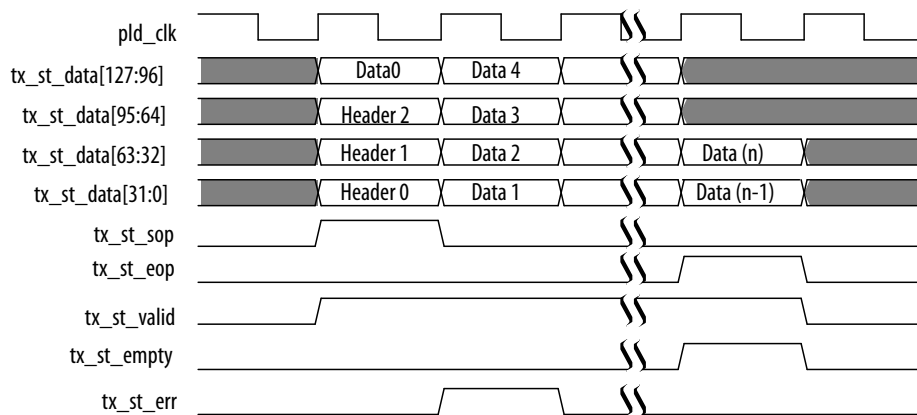 pld_clk
tx_st_data[127:96] Data0 Data 4
tx_st_data[95:64] Header 2 Data 3
tx_st_data[63:32] Header 1 Data 2 Data (n)
tx_st_data[31:0] Header 0 Data 1 Data (n-1)
tx_st_sop
tx_st_eop
tx_st_valid
tx_st_empty
tx_st_err